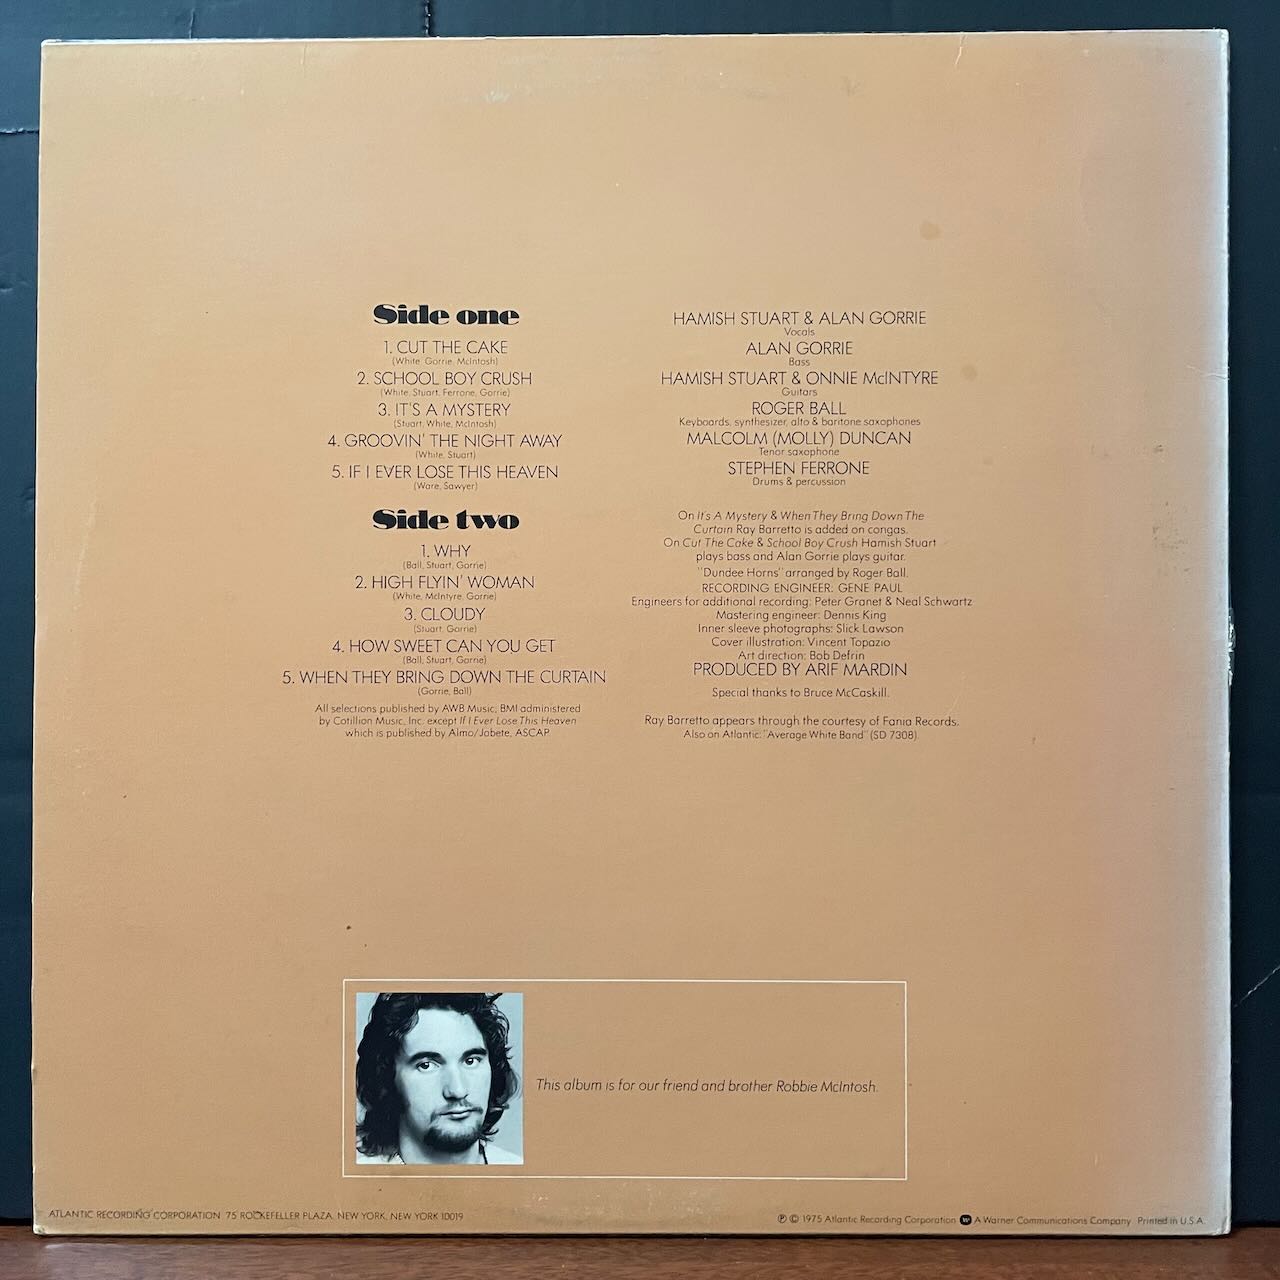 Side one
1. CUT THE CAKE
(White, Gorrie, McIntosh)
2. SCHOOL BOY CRUSH
(White, Stuart, Ferrone, Gorrie)
3. IT'S A MYSTERY
(Stuart, White, McIntosh)
4. GROOVIN' THE NIGHT AWAY
(White, Stuart)
5. IF I EVER LOSE THIS HEAVEN
(Ware, Sawyer)
Side two
1. WHY
(Ball, Stuart, Gorrie)
2. HIGH FLYIN' WOMAN
(White, McIntyre, Gorrie)
3. CLOUDY
(Stuart, Gorrie)
4. HOW SWEET CAN YOU GET
(Ball, Stuart, Gorrie)
5. WHEN THEY BRING DOWN THE CURTAIN
(Gorrie, Ball)
All selections published by AWB Music, BMI administered
by Cotillion Music, Inc. except If I Ever Lose This Heaven
which is published by Almo/Jobete, ASCAP.
HAMISH STUART & ALAN GORRIE
Vocals
ALAN GORRIE
Bass
HAMISH STUART & ONNIE McINTYRE
Guitars
ROGER BALL
Keyboards, synthesizer, alto & baritone saxophones
MALCOLM (MOLLY) DUNCAN
Tenor saxophone
STEPHEN FERRONE
Drums & percussion
On It's A Mystery & When They Bring Down The
Curtain Ray Barretto is added on congas.
On Cut The Cake & School Boy Crush Hamish Stuart
plays bass and Alan Gorrie plays guitar.
"Dundee Horns" arranged by Roger Ball.
RECORDING ENGINEER: GENE PAUL
Engineers for additional recording: Peter Granet & Neal Schwartz
Mastering engineer: Dennis King
Inner sleeve photographs: Slick Lawson
Cover illustration: Vincent Topazio
Art direction: Bob Defrin
PRODUCED BY ARIF MARDIN
Special thanks to Bruce McCaskill.
Ray Barretto appears through the courtesy of Fania Records.
Also on Atlantic: "Average White Band" (SD 7308).
This album is for our friend and brother Robbie McIntosh.
ATLANTIC RECORDING CORPORATION 75 ROCKEFELLER PLAZA, NEW YORK, NEW YORK 10019
℗ © 1975 Atlantic Recording Corporation A Warner Communications Company Printed in U.S.A.